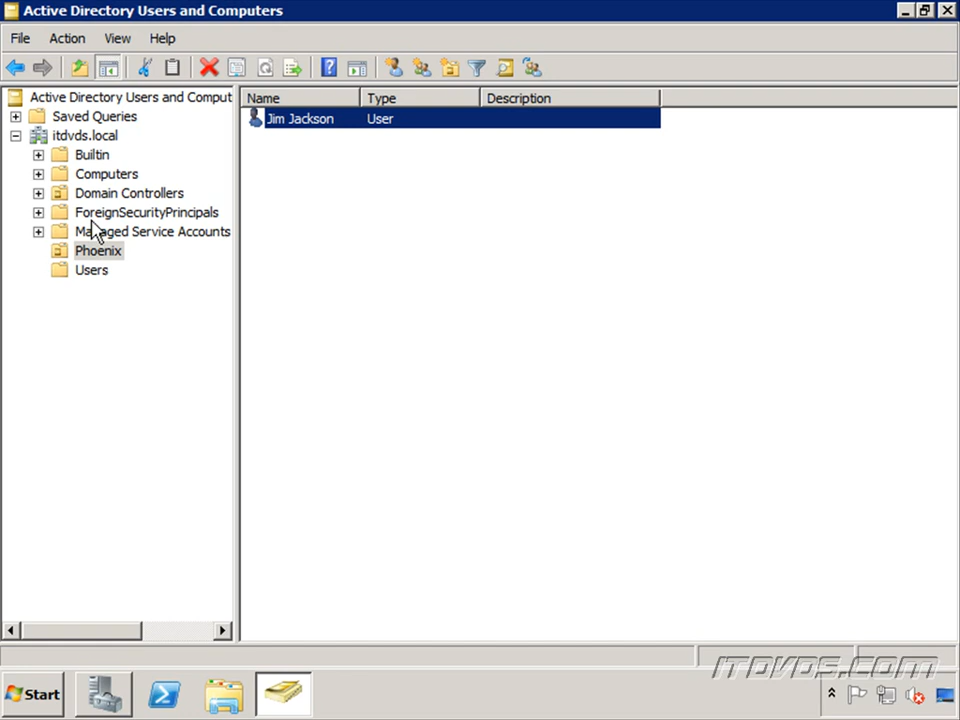 Active Directory Users and Computers
File Action View Help
Active Directory Users and Comput
Saved Queries
itdvds.local
Builtin
Computers
Domain Controllers
ForeignSecurityPrincipals
Managed Service Accounts
Phoenix
Users
Name Type Description
Jim Jackson User
ITDVDS.COM
Start